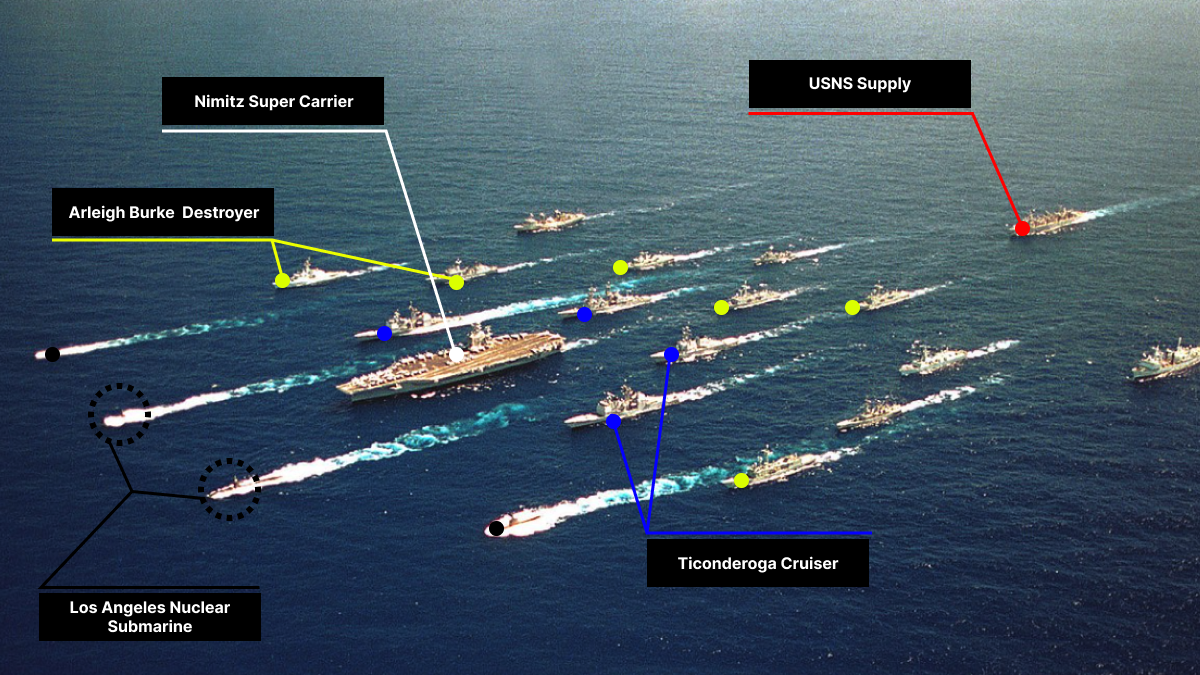 USNS Supply
Nimitz Super Carrier
Arleigh Burke  Destroyer
Ticonderoga Cruiser
Los Angeles Nuclear
Submarine